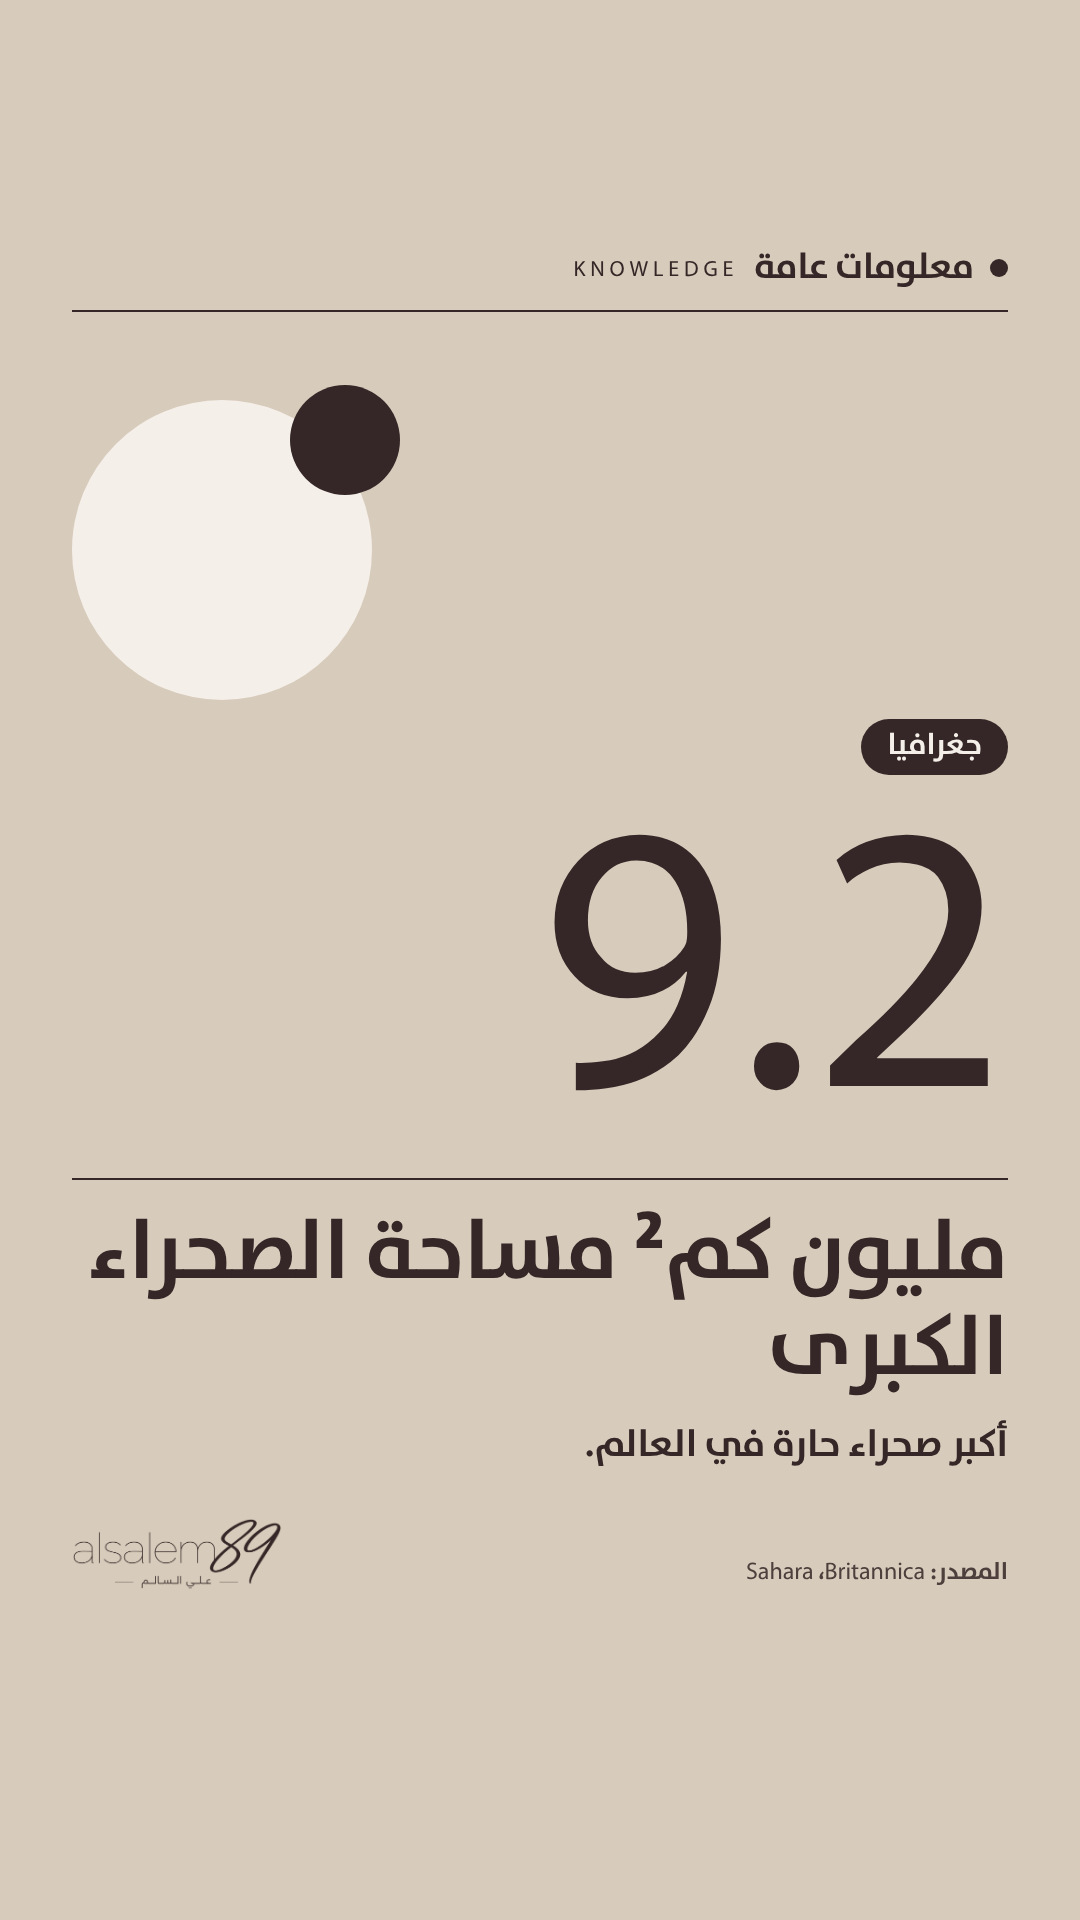 معلومات عامة KNOWLEDGE
جغرافيا
9.2
مليون كم² مساحة الصحراء
الكبرى
أكبر صحراء حارة في العالم.
المصدر: Sahara ،Britannica
alsalem89
علي السالم